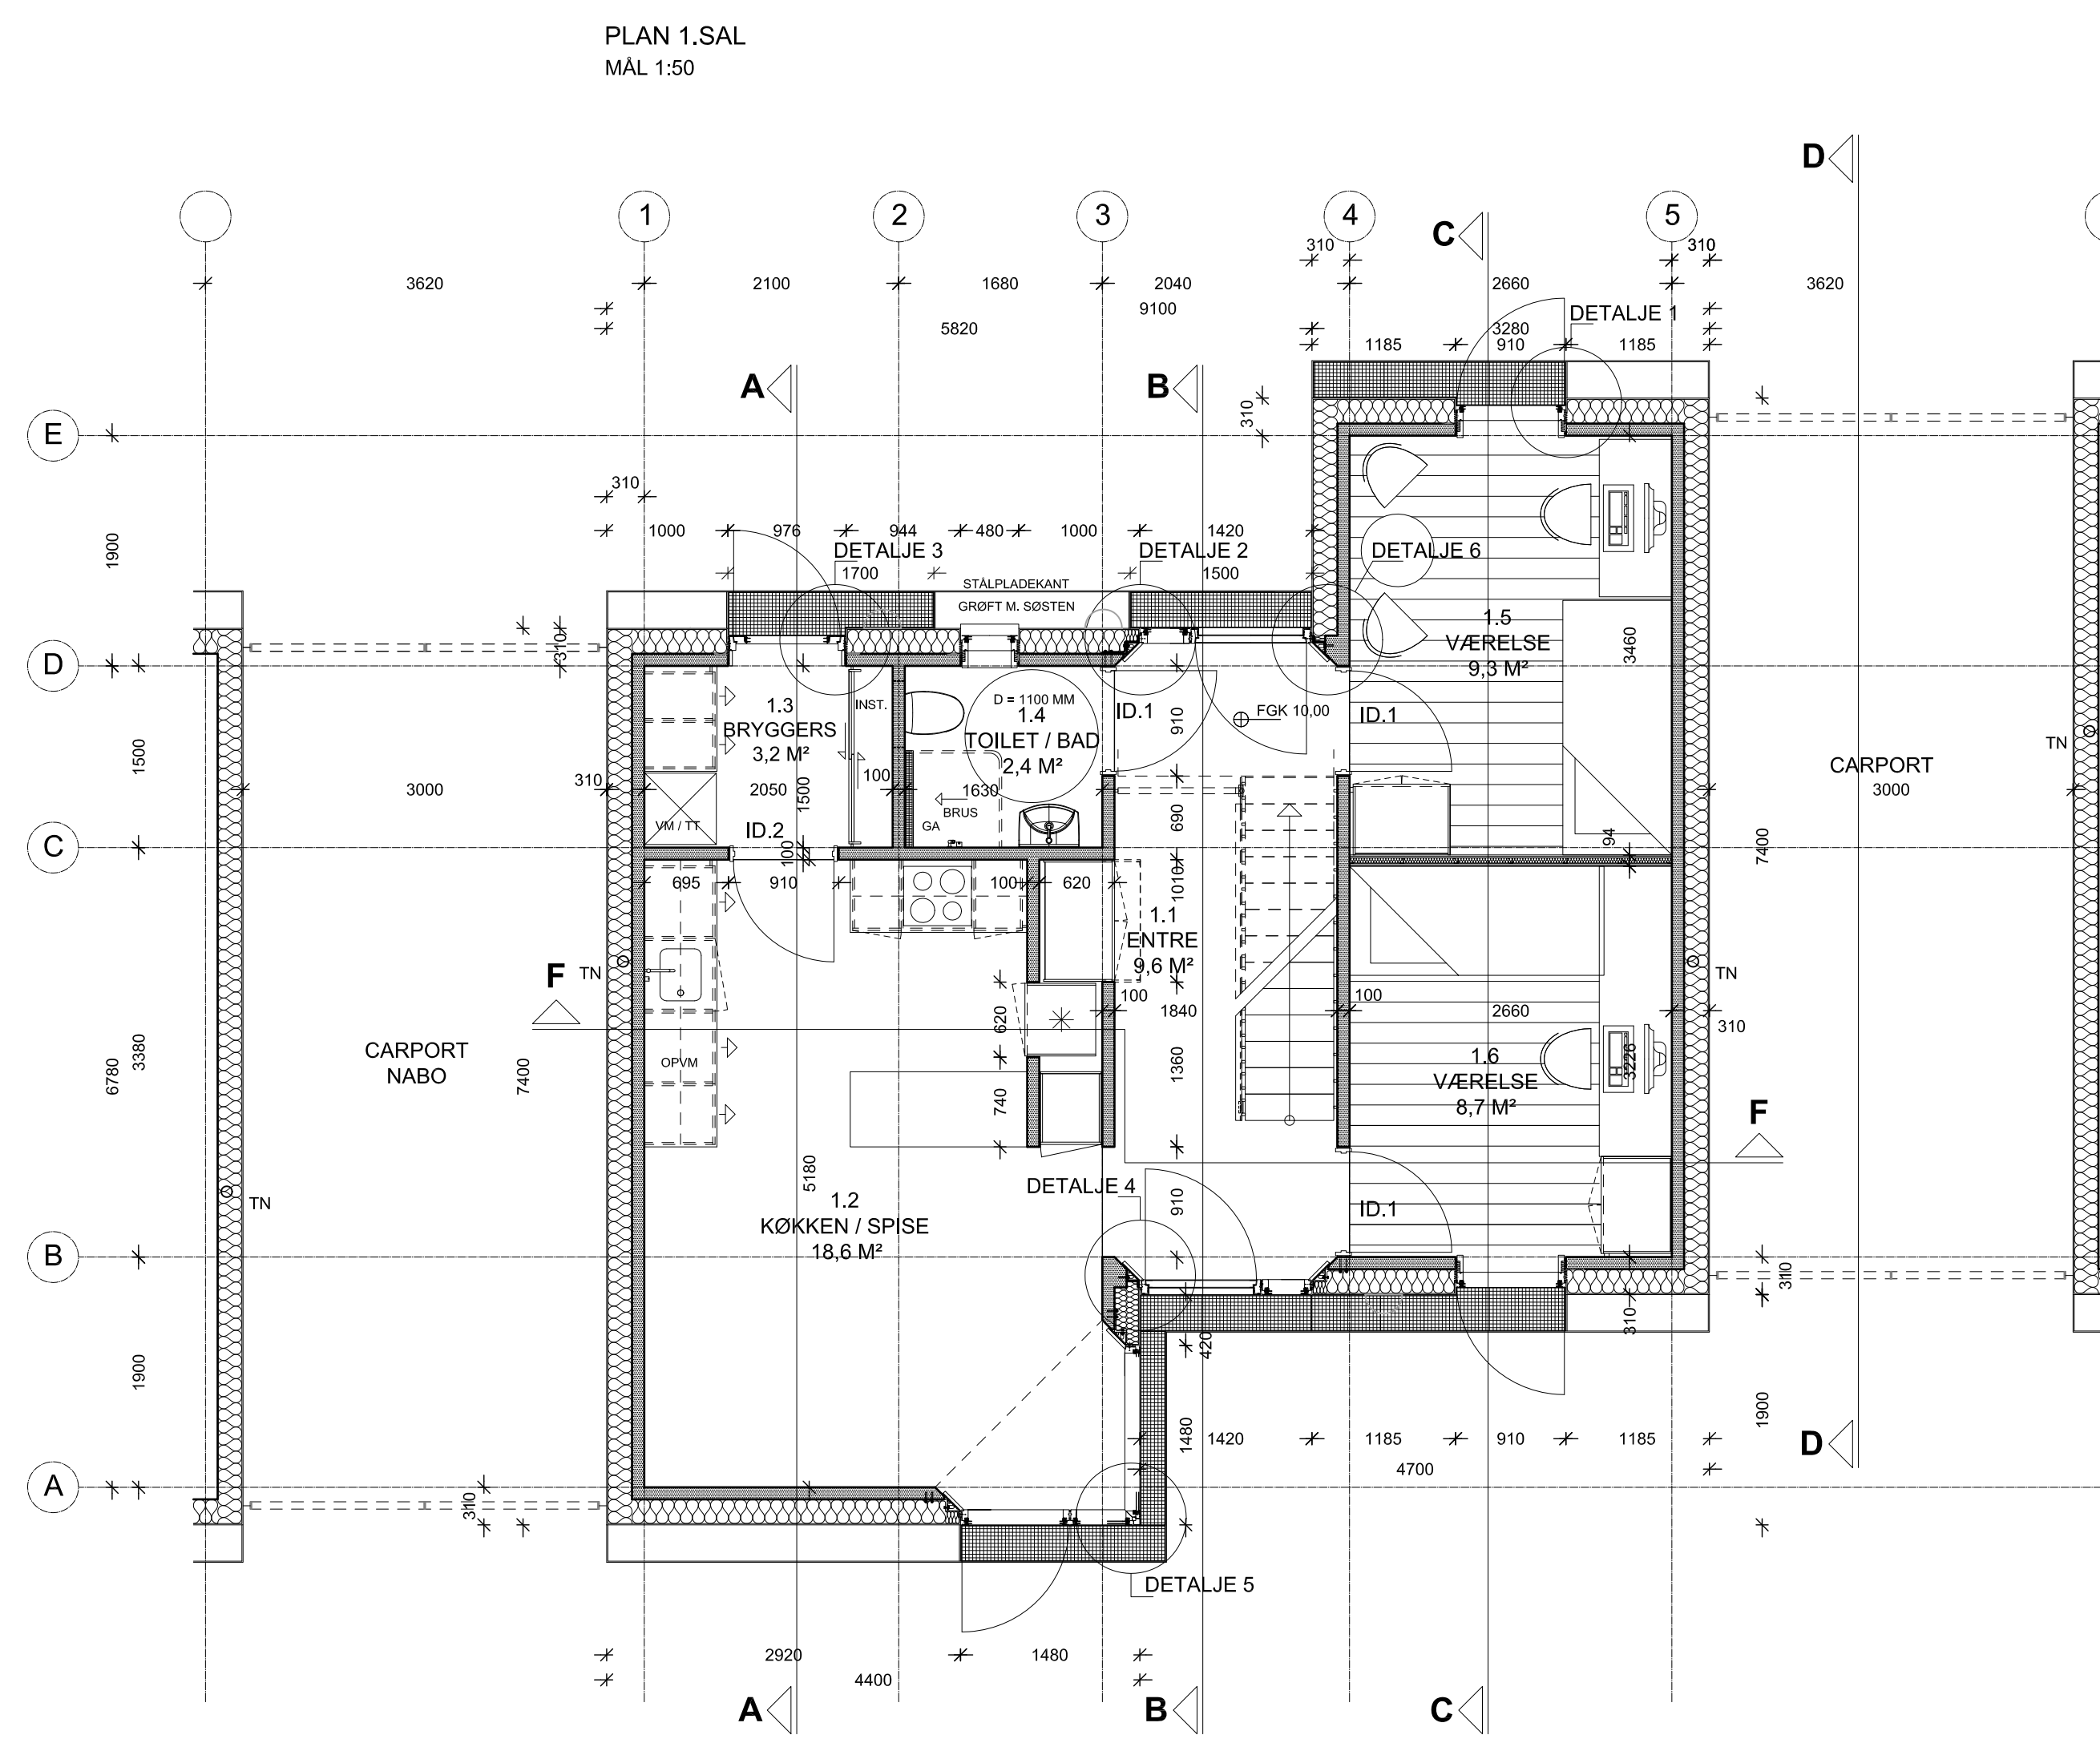 PLAN 1.SAL
MÅL 1:50
D
1
2
3
4
5
C
310
310
3620
2100
1680
2040
2660
3620
9100
DETALJE 1
5820
3280
1185
910
1185
A
B
310
E
310
1000
976
944
480
1000
1420
1900
DETALJE 3
DETALJE 2
DETALJE 6
1700
1500
STÅLPLADEKANT
GRØFT M. SØSTEN
310
1.5
VÆRELSE
9,3 M²
3460
D
D = 1100 MM
1.3
BRYGGERS
3,2 M²
INST.
1.4
TOILET / BAD
2,4 M²
ID.1
910
FGK 10,00
ID.1
TN
1500
CARPORT
3000
310
3000
100
2050
1500
1630
BRUS
GA
690
VM / TT
ID.2
94
C
7400
100
695
910
100
620
1010
1.1
ENTRE
9,6 M²
F
TN
TN
100
1840
100
2660
310
620
3380
6780
CARPORT
NABO
7400
OPVM
1360
1.6
VÆRELSE
8,7 M²
3226
740
F
5180
DETALJE 4
910
ID.1
TN
1.2
KØKKEN / SPISE
18,6 M²
B
310
310
420
1900
1900
1480
1420
1185
910
1185
D
4700
A
310
DETALJE 5
2920
1480
4400
A
B
C